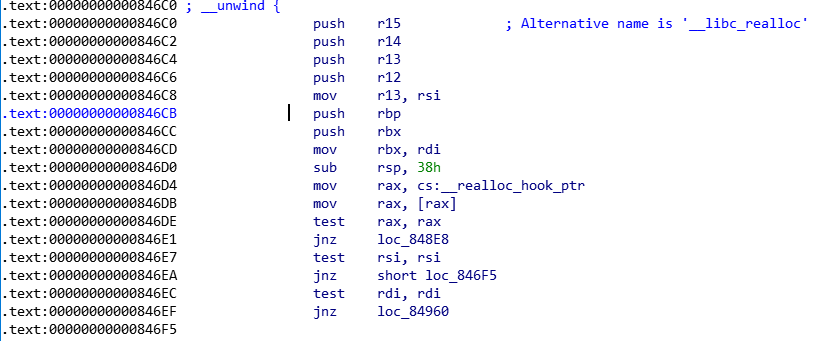 .text:00000000000846C0 ; __unwind {
.text:00000000000846C0 push r15 ; Alternative name is '__libc_realloc'
.text:00000000000846C2 push r14
.text:00000000000846C4 push r13
.text:00000000000846C6 push r12
.text:00000000000846C8 mov r13, rsi
.text:00000000000846CB push rbp
.text:00000000000846CC push rbx
.text:00000000000846CD mov rbx, rdi
.text:00000000000846D0 sub rsp, 38h
.text:00000000000846D4 mov rax, cs:__realloc_hook_ptr
.text:00000000000846DB mov rax, [rax]
.text:00000000000846DE test rax, rax
.text:00000000000846E1 jnz loc_848E8
.text:00000000000846E7 test rsi, rsi
.text:00000000000846EA jnz short loc_846F5
.text:00000000000846EC test rdi, rdi
.text:00000000000846EF jnz loc_84960
.text:00000000000846F5